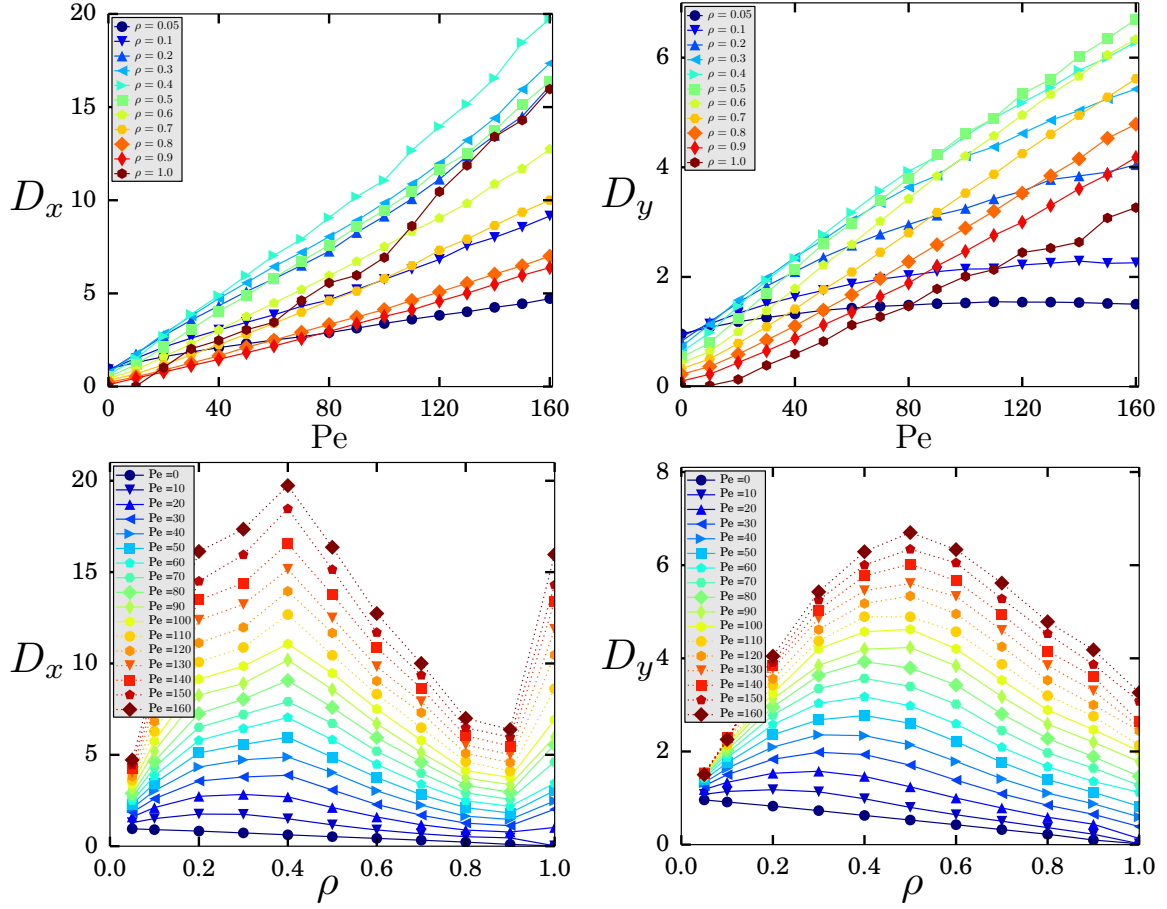 20
15
10
5
0
D_x
ρ = 0.05
ρ = 0.1
ρ = 0.2
ρ = 0.3
ρ = 0.4
ρ = 0.5
ρ = 0.6
ρ = 0.7
ρ = 0.8
ρ = 0.9
ρ = 1.0
0 40 80 120 160
Pe
6
4
2
0
D_y
ρ = 0.05
ρ = 0.1
ρ = 0.2
ρ = 0.3
ρ = 0.4
ρ = 0.5
ρ = 0.6
ρ = 0.7
ρ = 0.8
ρ = 0.9
ρ = 1.0
0 40 80 120 160
Pe
20
15
10
5
0
D_x
Pe =0
Pe =10
Pe =20
Pe =30
Pe =40
Pe =50
Pe =60
Pe =70
Pe =80
Pe =90
Pe =100
Pe =110
Pe =120
Pe =130
Pe =140
Pe =150
Pe =160
0.0 0.2 0.4 0.6 0.8 1.0
ρ
8
6
4
2
0
D_y
Pe =0
Pe =10
Pe =20
Pe =30
Pe =40
Pe =50
Pe =60
Pe =70
Pe =80
Pe =90
Pe =100
Pe =110
Pe =120
Pe =130
Pe =140
Pe =150
Pe =160
0.0 0.2 0.4 0.6 0.8 1.0
ρ